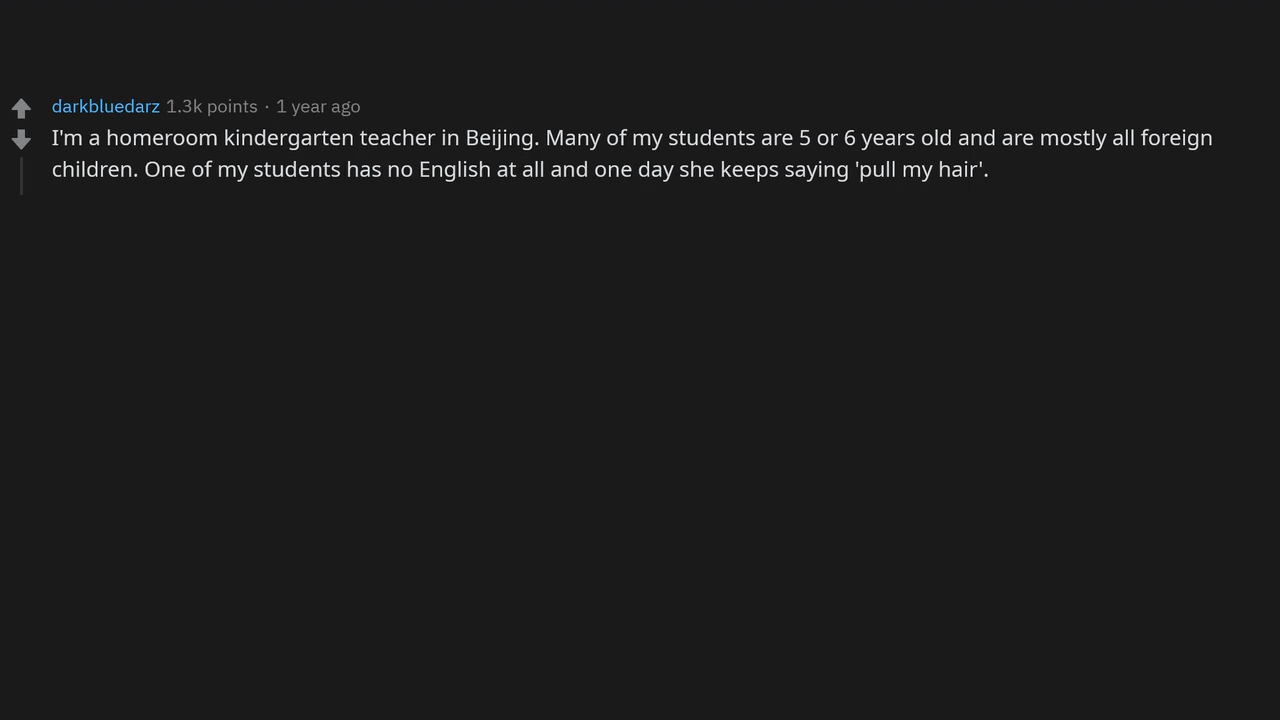 darkbluedarz 1.3k points · 1 year ago
I'm a homeroom kindergarten teacher in Beijing. Many of my students are 5 or 6 years old and are mostly all foreign
children. One of my students has no English at all and one day she keeps saying 'pull my hair'.